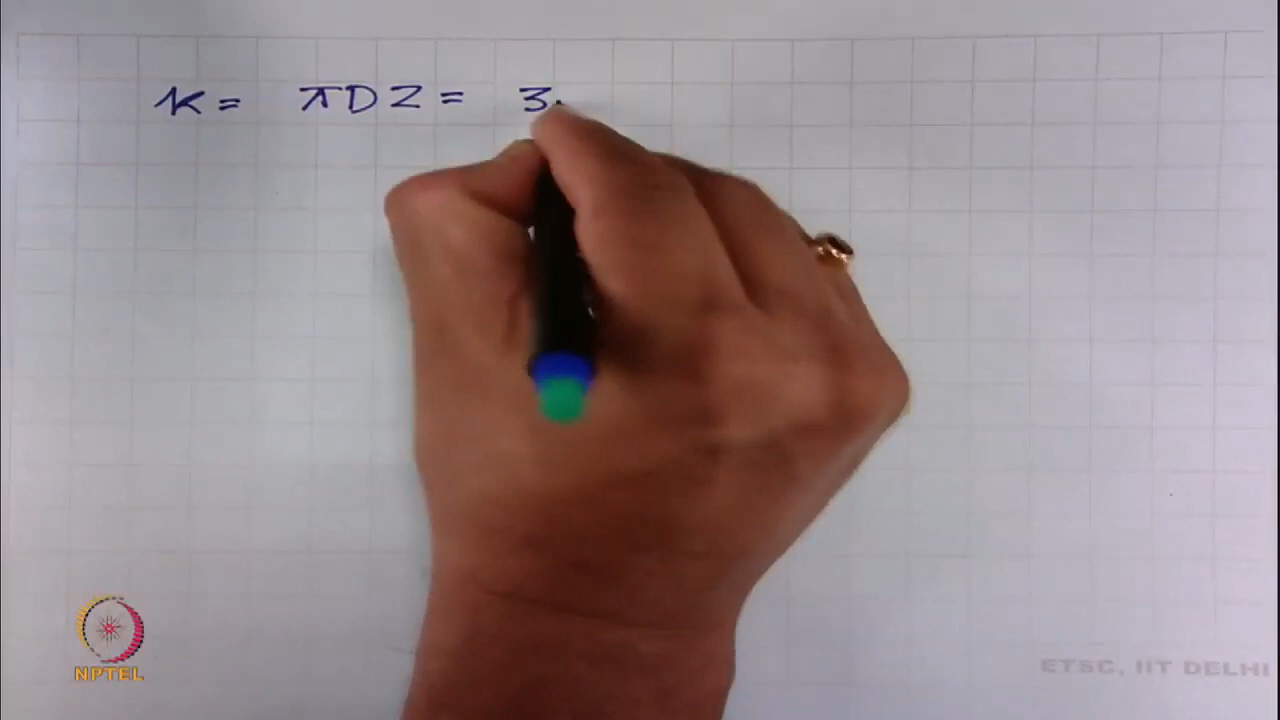 K = πDZ = 3.
NPTEL
ETSC, IIT DELHI